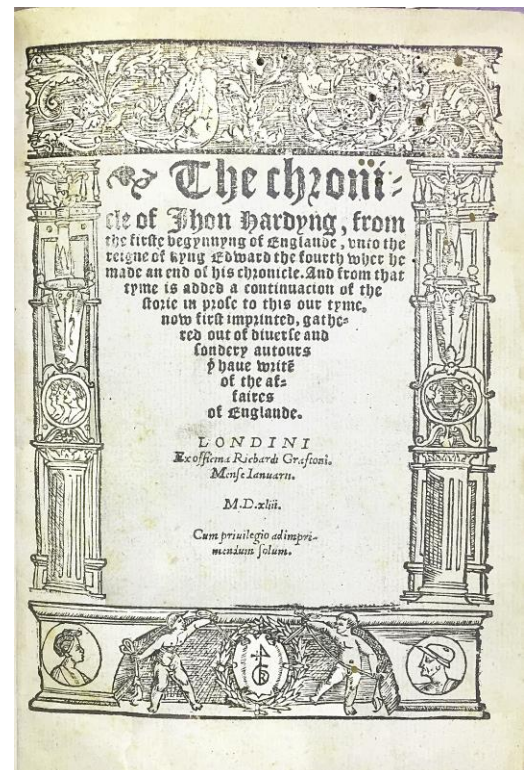 The chroni-
cle of Jhon Hardyng, from
the firste begynnyng of Englande, vnto the
reigne of kyng Edward the fourth wher he
made an end of his chronicle. And from that
tyme is added a continuacion of the
storie in prose to this our tyme,
now first imprinted, gathe-
red out of diuerse and
sondery autours
yͭ haue writẽ
of the af-
faires
of Englande.
LONDINI
Ex officina Richardi Graftoni.
Mense Ianuarii.
M.D.xliii.
Cum priuilegio ad impri-
mendum solum.